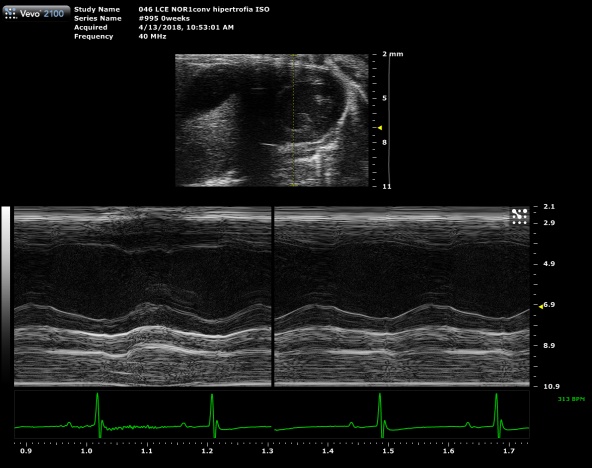 Vevo 2100
Study Name 046 LCE NOR1conv hipertrofia ISO
Series Name #995 0weeks
Acquired 4/13/2018, 10:53:01 AM
Frequency 40 MHz
2 mm
5
8
11
2.1
2.9
4.9
6.9
8.9
10.9
313 BPM
0.9 1.0 1.1 1.2 1.3 1.4 1.5 1.6 1.7